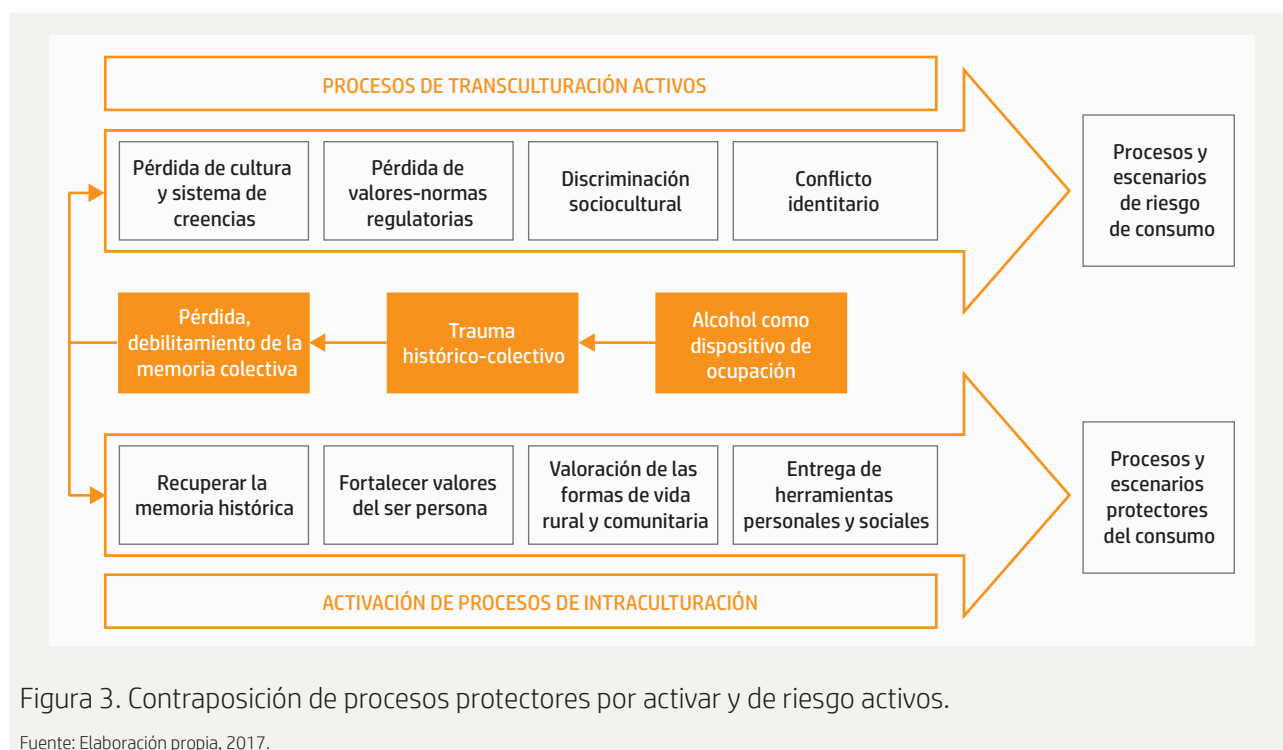 PROCESOS DE TRANSCULTURACIÓN ACTIVOS
Pérdida de cultura
y sistema de
creencias
Pérdida de
valores-normas
regulatorias
Discriminación
sociocultural
Conflicto
identitario
Procesos y
escenarios
de riesgo
de consumo
Pérdida,
debilitamiento de la
memoria colectiva
Trauma
histórico-colectivo
Alcohol como
dispositivo de
ocupación
Recuperar la
memoria histórica
Fortalecer valores
del ser persona
Valoración de las
formas de vida
rural y comunitaria
Entrega de
herramientas
personales y sociales
Procesos y
escenarios
protectores
del consumo
ACTIVACIÓN DE PROCESOS DE INTRACULTURACIÓN
Figura 3. Contraposición de procesos protectores por activar y de riesgo activos.
Fuente: Elaboración propia, 2017.